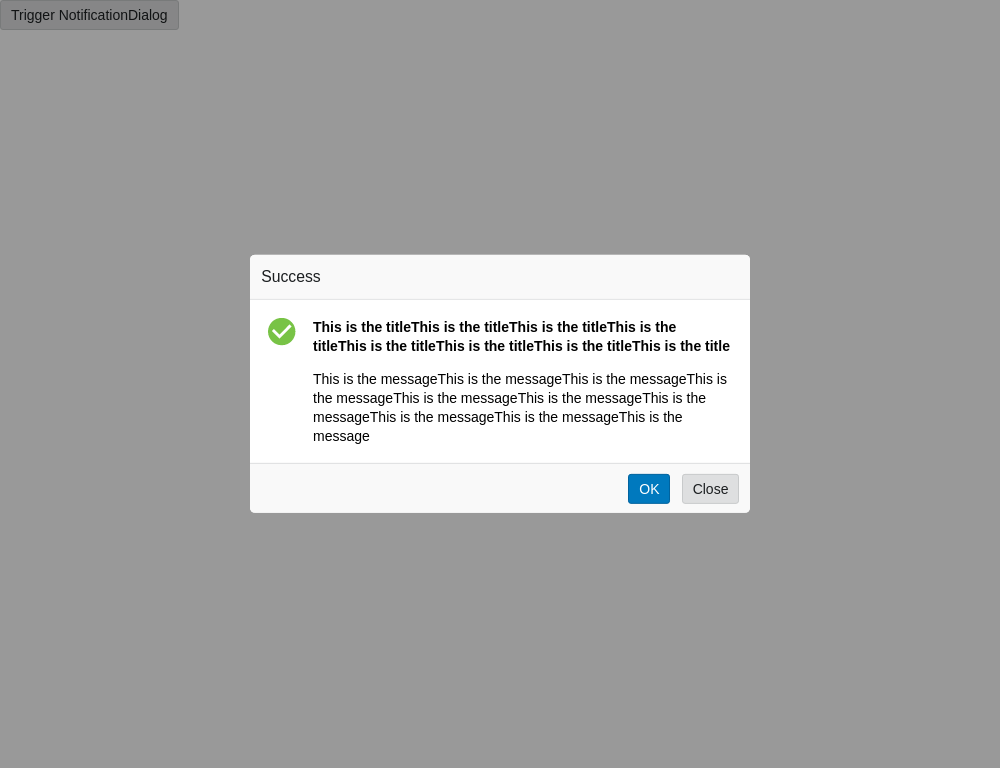 Trigger NotificationDialog
Success
This is the titleThis is the titleThis is the titleThis is the
titleThis is the titleThis is the titleThis is the titleThis is the title
This is the messageThis is the messageThis is the messageThis is
the messageThis is the messageThis is the messageThis is the
messageThis is the messageThis is the messageThis is the
message
OK
Close